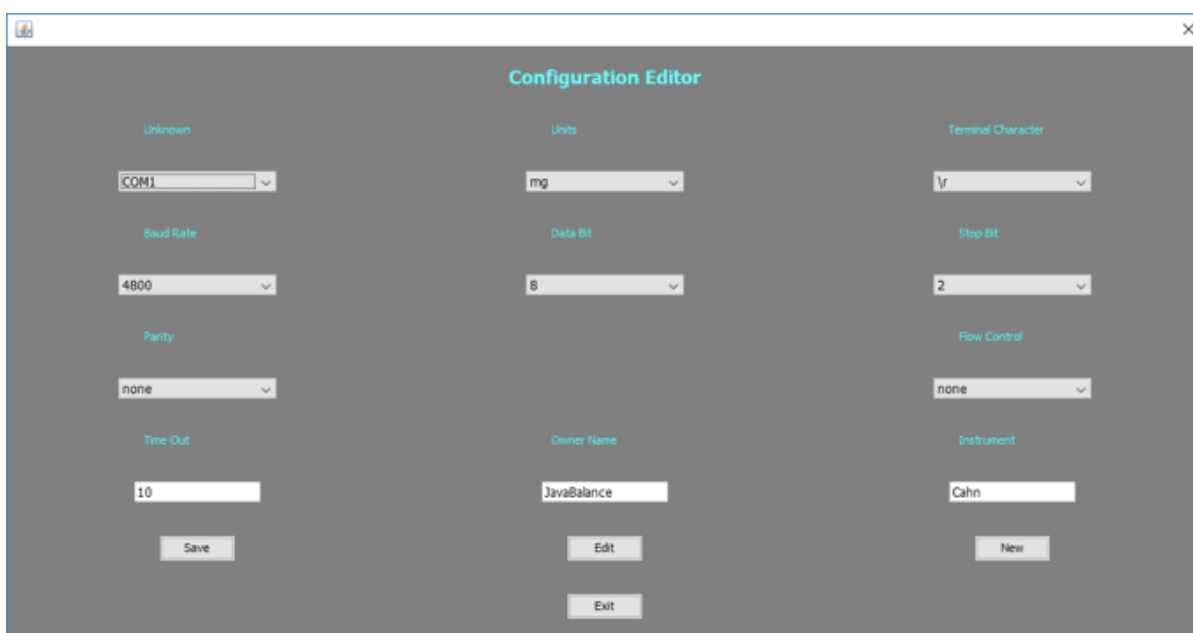 Configuration Editor
Unknown Units Terminal Character
COM1 mg \r
Baud Rate Data Bit Stop Bit
4800 8 2
Parity Flow Control
none none
Time Out Owner Name Instrument
10 JavaBalance Cahn
Save Edit New
Exit